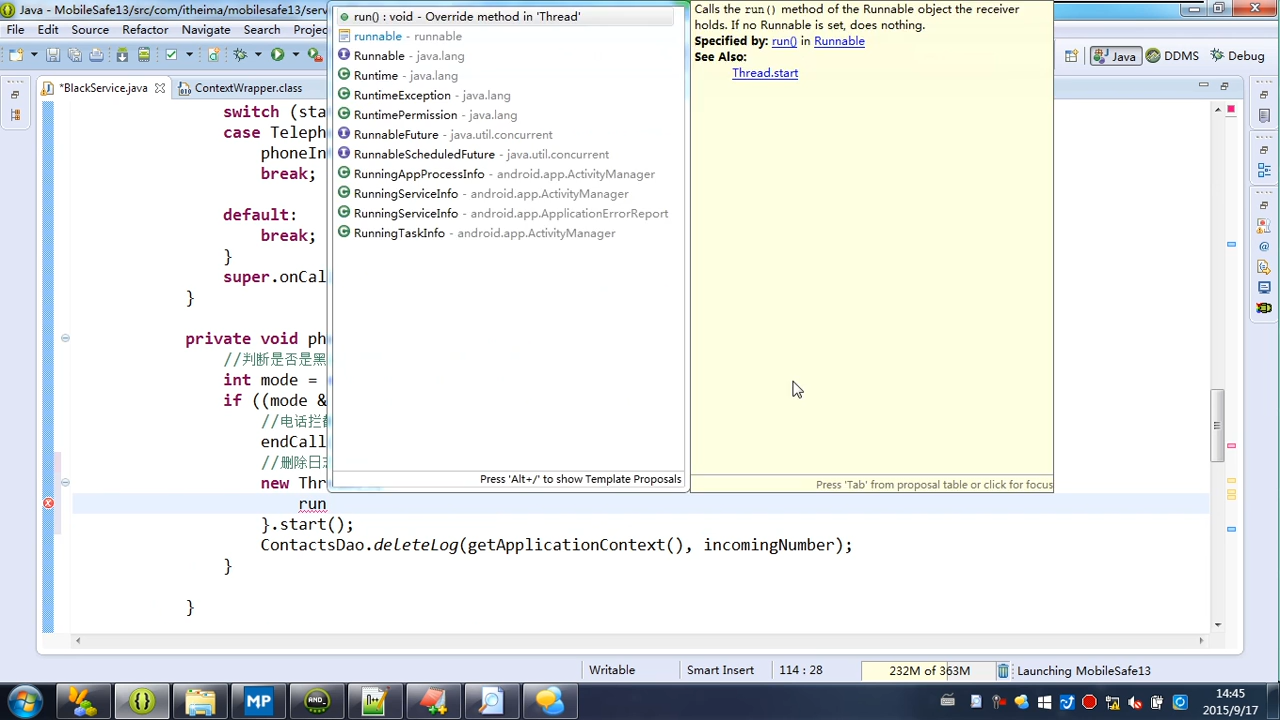 Java - MobileSafe13/src/com/itheima/mobilesafe13/ser
File Edit Source Refactor Navigate Search Project
Java DDMS Debug
*BlackService.java ContextWrapper.class
switch (sta
case Teleph
phoneIn
break;
default:
break;
}
super.onCal
}
private void ph
//判断是否是黑
int mode =
if ((mode &
//电话拦截
endCall
//删除日志
new Thr
run
}.start();
ContactsDao.deleteLog(getApplicationContext(), incomingNumber);
}
}
run() : void - Override method in 'Thread'
runnable - runnable
Runnable - java.lang
Runtime - java.lang
RuntimeException - java.lang
RuntimePermission - java.lang
RunnableFuture - java.util.concurrent
RunnableScheduledFuture - java.util.concurrent
RunningAppProcessInfo - android.app.ActivityManager
RunningServiceInfo - android.app.ActivityManager
RunningServiceInfo - android.app.ApplicationErrorReport
RunningTaskInfo - android.app.ActivityManager
Press 'Alt+/' to show Template Proposals
Calls the run() method of the Runnable object the receiver
holds. If no Runnable is set, does nothing.
Specified by: run() in Runnable
See Also:
Thread.start
Press 'Tab' from proposal table or click for focus
Writable Smart Insert 114 : 28 232M of 363M Launching MobileSafe13
MP
AND_
14:45
2015/9/17